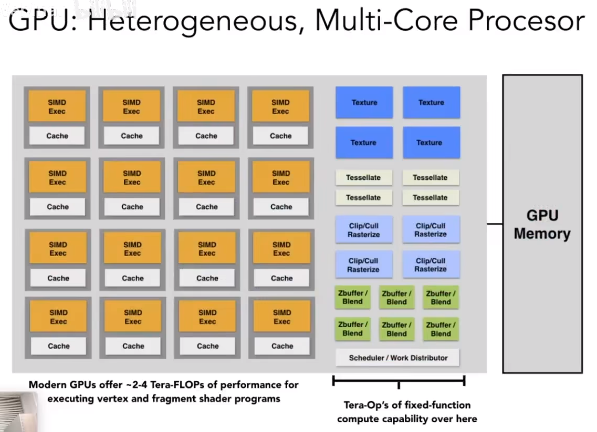 GPU: Heterogeneous, Multi-Core Procesor
SIMD
Exec
Cache
SIMD
Exec
Cache
SIMD
Exec
Cache
SIMD
Exec
Cache
SIMD
Exec
Cache
SIMD
Exec
Cache
SIMD
Exec
Cache
SIMD
Exec
Cache
SIMD
Exec
Cache
SIMD
Exec
Cache
SIMD
Exec
Cache
SIMD
Exec
Cache
SIMD
Exec
Cache
SIMD
Exec
Cache
SIMD
Exec
Cache
SIMD
Exec
Cache
Texture
Texture
Texture
Texture
Tessellate
Tessellate
Tessellate
Tessellate
Clip/Cull
Rasterize
Clip/Cull
Rasterize
Clip/Cull
Rasterize
Clip/Cull
Rasterize
Zbuffer /
Blend
Zbuffer /
Blend
Zbuffer /
Blend
Zbuffer /
Blend
Zbuffer /
Blend
Zbuffer /
Blend
Scheduler / Work Distributor
GPU
Memory
Modern GPUs offer ~2-4 Tera-FLOPs of performance for
executing vertex and fragment shader programs
Tera-Op's of fixed-function
compute capability over here